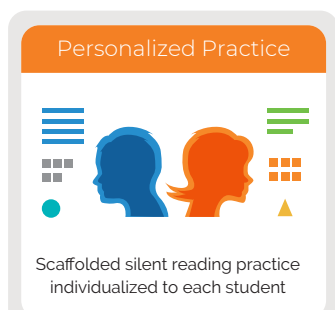 Personalized Practice
Scaffolded silent reading practice
individualized to each student